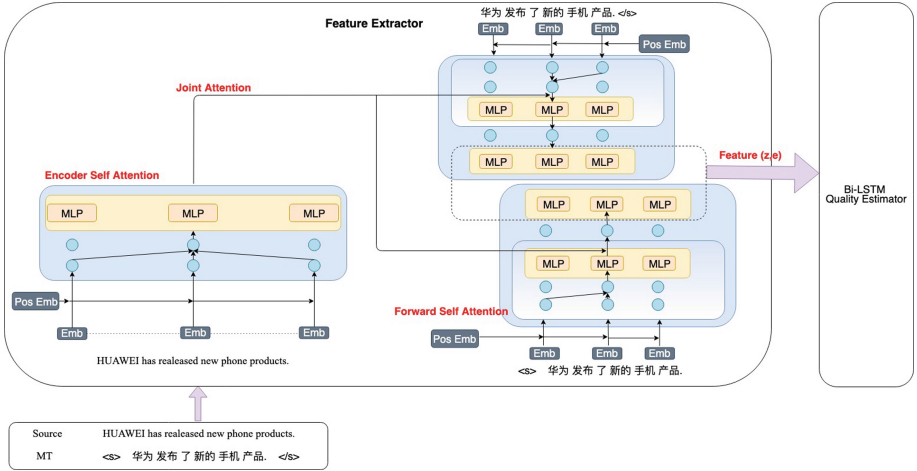 华为 发布 了 新的 手机 产品. </s>
Feature Extractor
Emb Emb Emb
Pos Emb
Joint Attention
MLP MLP MLP
MLP MLP MLP
Feature (z,e)
Encoder Self Attention
MLP MLP MLP
Bi-LSTM
Quality Estimator
MLP MLP MLP
MLP MLP MLP
Pos Emb
Forward Self Attention
Emb Emb Emb
Pos Emb
Emb Emb Emb
HUAWEI has realeased new phone products.
<s> 华为 发布 了 新的 手机 产品.
Source HUAWEI has realeased new phone products.
MT <s> 华为 发布 了 新的 手机 产品. </s>